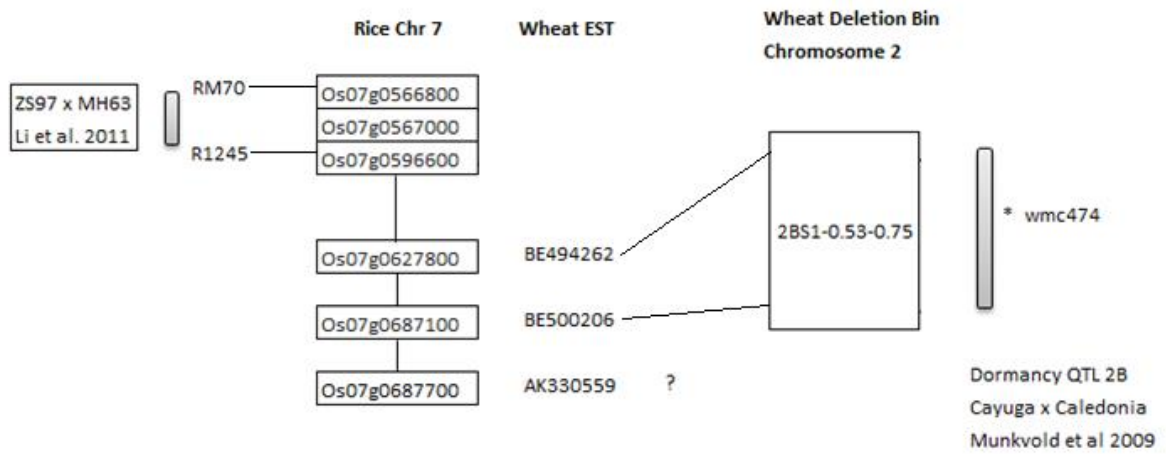 Rice Chr 7
Wheat EST
Wheat Deletion Bin
Chromosome 2
ZS97 x MH63
Li et al. 2011
RM70
R1245
Os07g0566800
Os07g0567000
Os07g0596600
Os07g0627800
Os07g0687100
Os07g0687700
BE494262
BE500206
AK330559
?
2BS1-0.53-0.75
* wmc474
Dormancy QTL 2B
Cayuga x Caledonia
Munkvold et al 2009